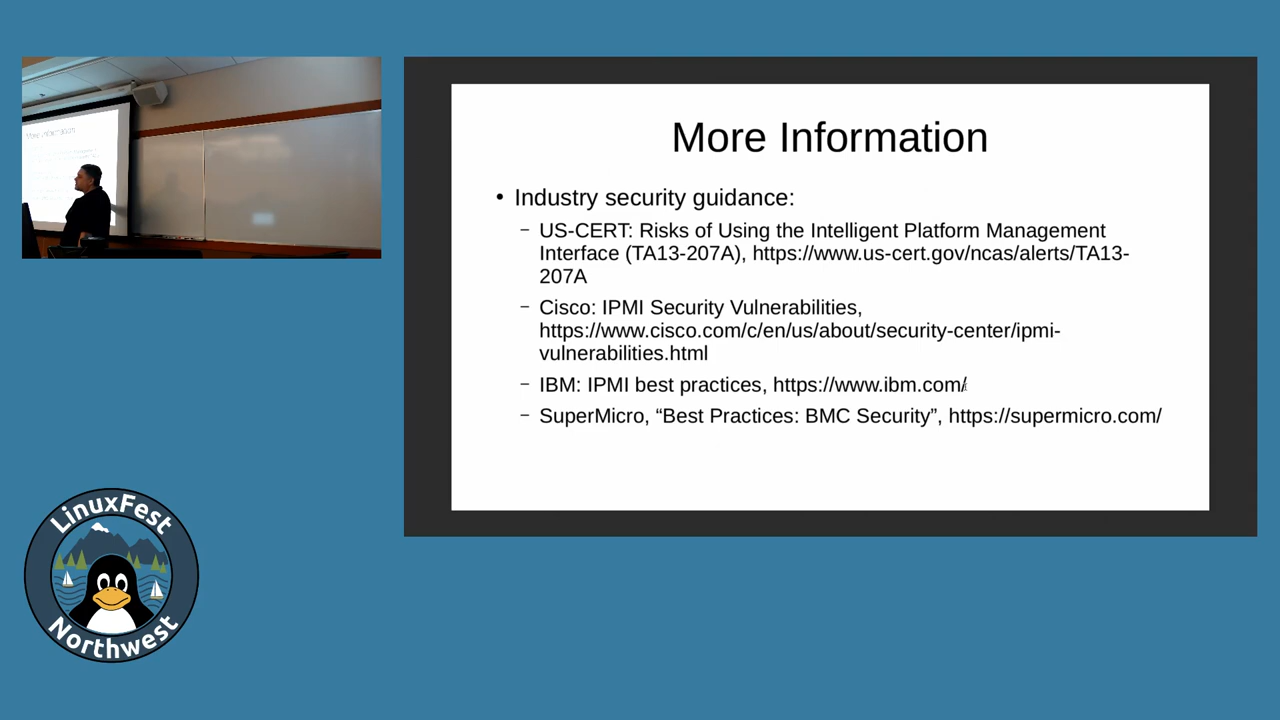 More Information
More Information
• Industry security guidance:
– US-CERT: Risks of Using the Intelligent Platform Management
Interface (TA13-207A), https://www.us-cert.gov/ncas/alerts/TA13-
207A
– Cisco: IPMI Security Vulnerabilities,
https://www.cisco.com/c/en/us/about/security-center/ipmi-
vulnerabilities.html
– IBM: IPMI best practices, https://www.ibm.com/
– SuperMicro, “Best Practices: BMC Security”, https://supermicro.com/
LinuxFest
Northwest